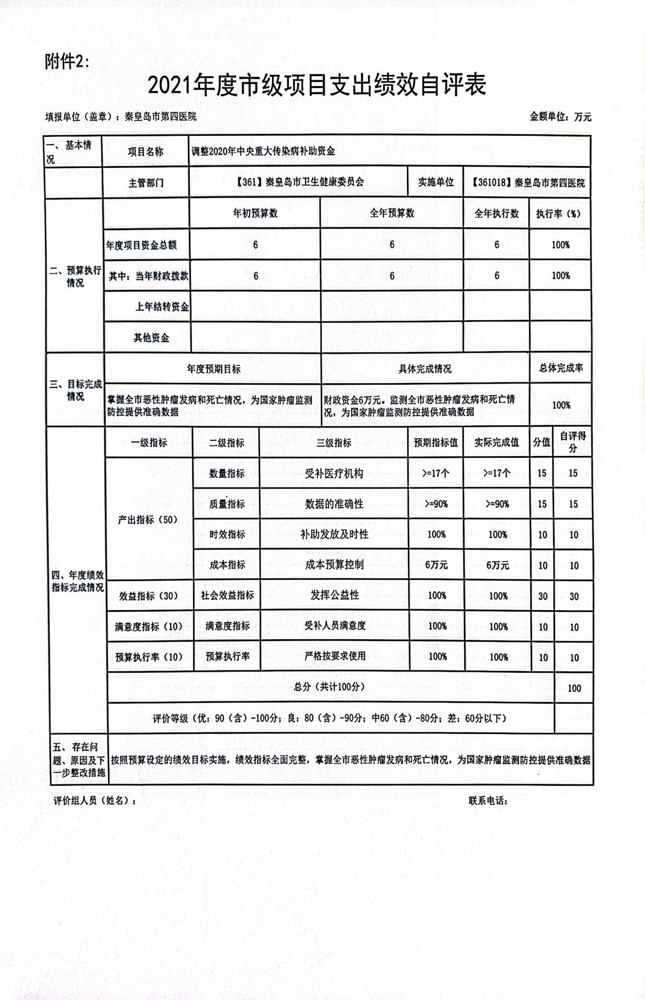 附件2:
2021年度市级项目支出绩效自评表
填报单位（盖章）: 秦皇岛市第四医院 金额单位: 万元
一、 基本情况 项目名称 调整2020年中央重大传染病补助资金
主管部门 【361】秦皇岛市卫生健康委员会 实施单位 【361018】秦皇岛市第四医院
二、预算执行情况
年初预算数 全年预算数 全年执行数 执行率（%）
年度项目资金总额 6 6 6 100%
其中: 当年财政拨款 6 6 6 100%
上年结转资金
其他资金
三、目标完成情况
年度预期目标 具体完成情况 总体完成率
掌握全市恶性肿瘤发病和死亡情况, 为国家肿瘤监测防控提供准确数据 财政资金6万元。监测全市恶性肿瘤发病和死亡情况, 为国家肿瘤监测防控提供准确数据 100%
四、年度绩效指标完成情况
一级指标 二级指标 三级指标 预期指标值 实际完成值 分值 自评得分
产出指标（50） 数量指标 受补医疗机构 >=17个 >=17个 15 15
质量指标 数据的准确性 >=90% >=90% 15 15
时效指标 补助发放及时性 100% 100% 10 10
成本指标 成本预算控制 6万元 6万元 10 10
效益指标（30） 社会效益指标 发挥公益性 100% 100% 30 30
满意度指标（10） 满意度指标 受补人员满意度 100% 100% 10 10
预算执行率（10） 预算执行率 严格按要求使用 100% 100% 10 10
总分（共计100分） 100
评价等级（优: 90（含）-100分; 良: 80（含）-90分; 中60（含）-80分; 差: 60分以下）
五、 存在问题、原因及下一步整改措施 按照预算设定的绩效目标实施, 绩效指标全面完整, 掌握全市恶性肿瘤发病和死亡情况, 为国家肿瘤监测防控提供准确数据
评价组人员（姓名）: 联系电话: